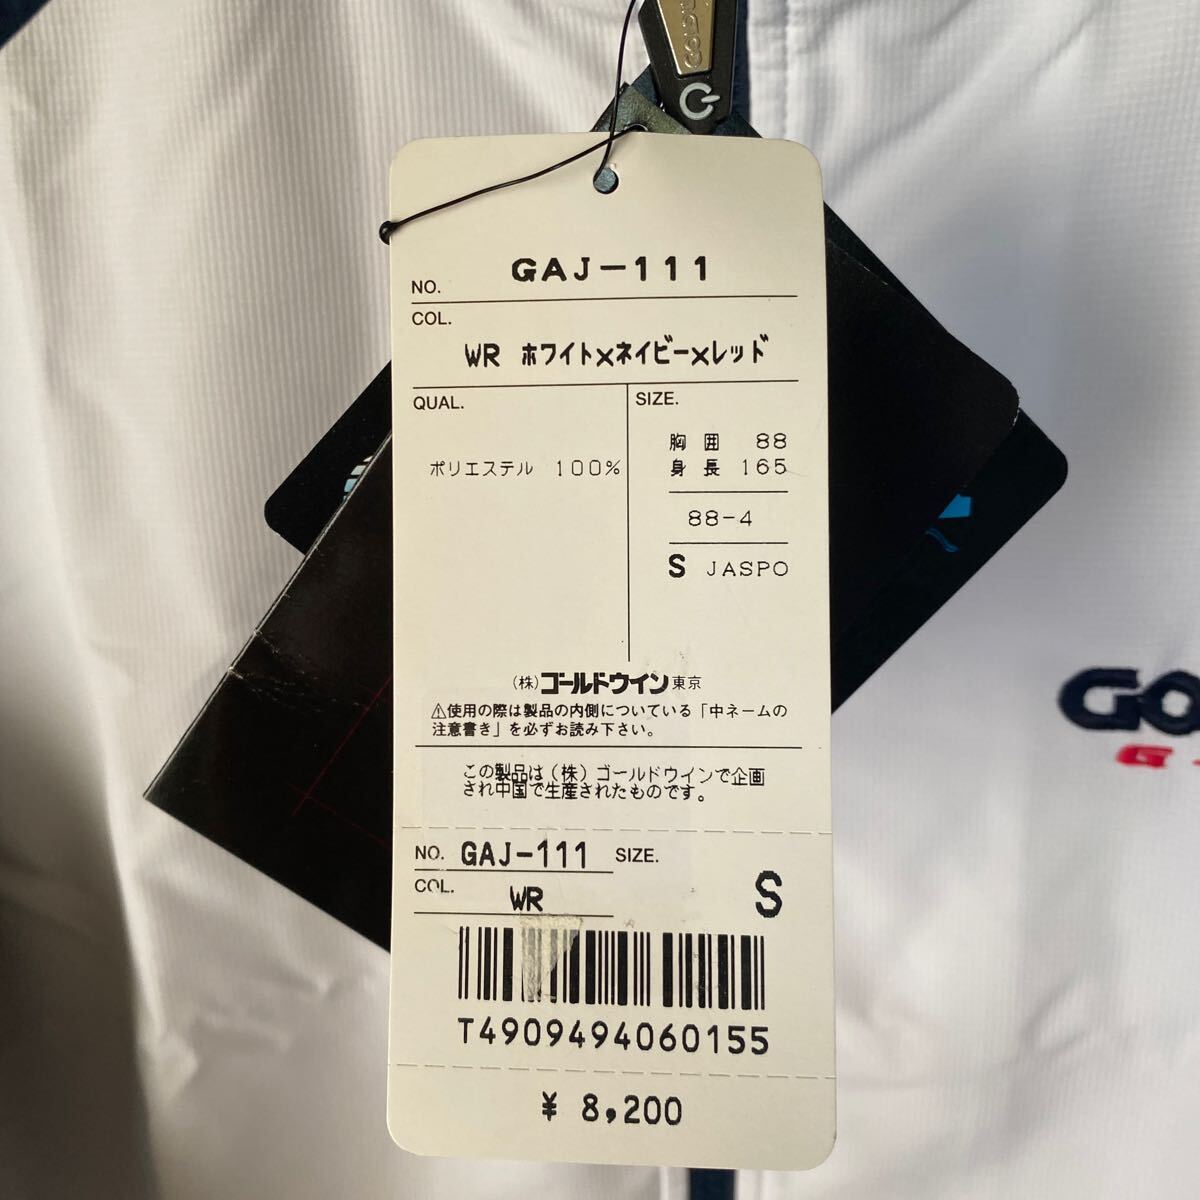 GOLDWIN
NO. GAJ-111
COL.
WR ホワイト×ネイビー×レッド
QUAL.
ポリエステル 100%
SIZE.
胸囲 88
身長 165
88-4
S JASPO
(株)ゴールドウイン東京
⚠使用の際は製品の内側についている「中ネームの
注意書き」を必ずお読み下さい。
この製品は(株)ゴールドウインで企画
され中国で生産されたものです。
NO. GAJ-111 SIZE.
COL. WR S
T4909494060155
¥ 8,200
GO
G